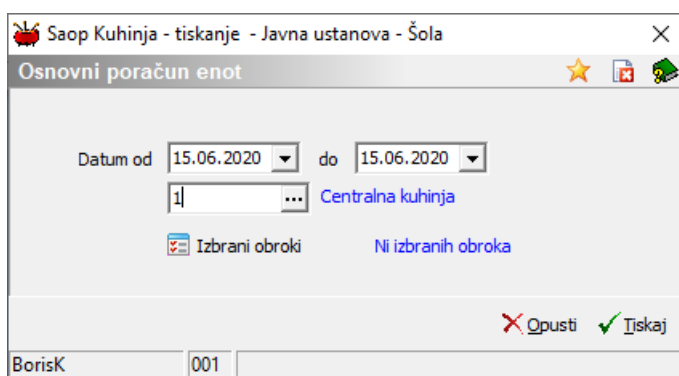 Saop Kuhinja - tiskanje - Javna ustanova - Šola
Osnovni poračun enot
Datum od 15.06.2020 do 15.06.2020
1 ... Centralna kuhinja
Izbrani obroki Ni izbranih obroka
Opusti Tiskaj
BorisK 001